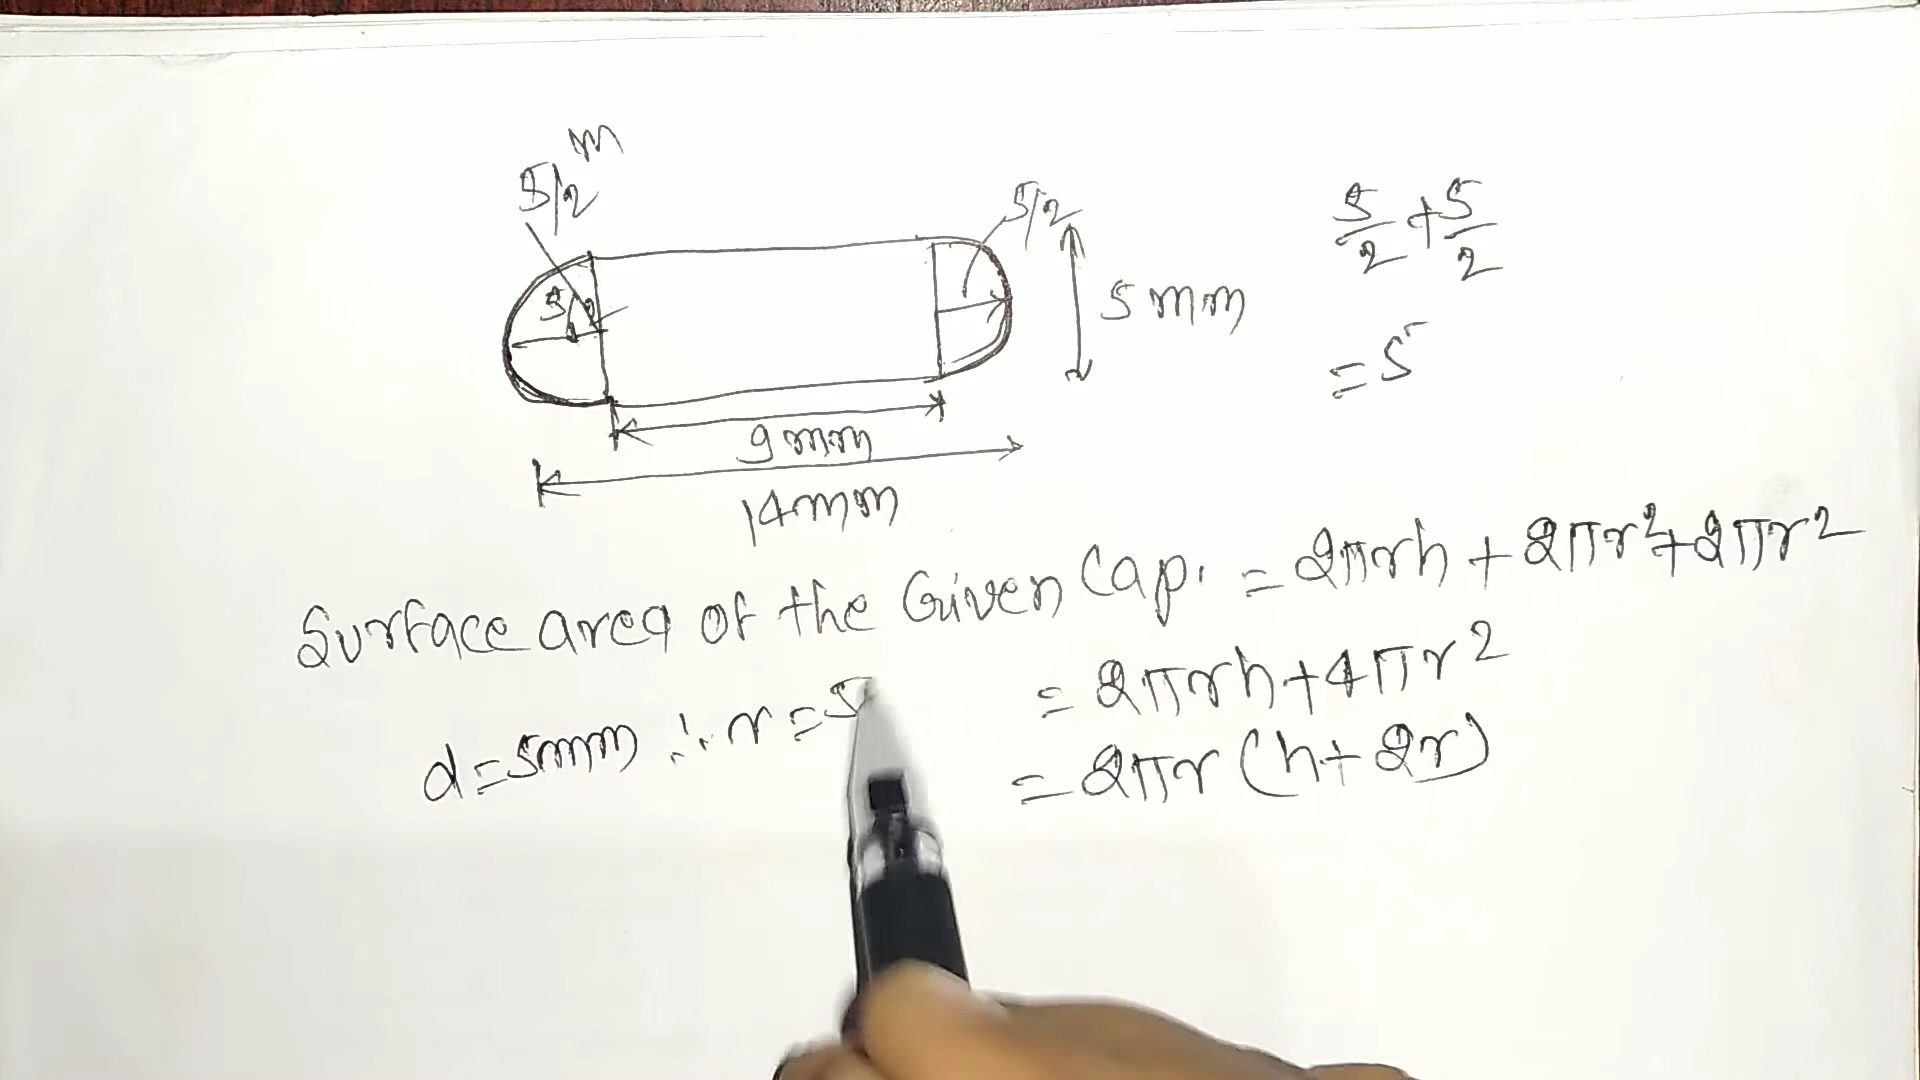 5/2 m
5/2
5/2
5 mm
9 mm
14 mm
5/2 + 5/2
= 5
Surface area of the Given Cap. = 2πrh + 2πr² + 2πr²
= 2πrh + 4πr²
d = 5mm ∴ r = 5
= 2πr (h + 2r)